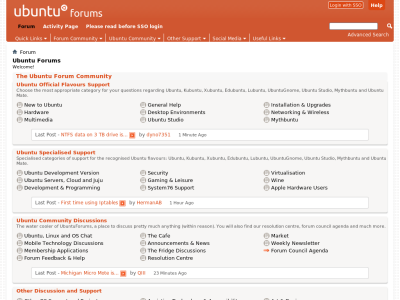 ubuntu forums
Login with SSO Help
Forum Activity Page Please read before SSO login
Quick Links Forum Community Ubuntu Community Other Support Social Media Useful Links Advanced Search
Forum
Ubuntu Forums
Welcome!
The Ubuntu Forum Community
Ubuntu Official Flavours Support
Choose the most appropriate category for your questions regarding Ubuntu, Kubuntu, Xubuntu, Edubuntu, Lubuntu, UbuntuGnome, Ubuntu Studio, Mythbuntu and Ubuntu
Mate.
New to Ubuntu General Help Installation & Upgrades
Hardware Desktop Environments Networking & Wireless
Multimedia Ubuntu Studio Mythbuntu
Last Post - NTFS data on 3 TB drive is... by dynv7351 1 Minute Ago
Ubuntu Specialised Support
Specialised categories of support for the recognised Ubuntu flavours: Ubuntu, Kubuntu, Xubuntu, Edubuntu, Lubuntu, UbuntuGnome, Ubuntu Studio, Mythbuntu and Ubuntu
Mate.
Ubuntu Development Version Security Virtualisation
Ubuntu Servers, Cloud and Juju Gaming & Leisure Wine
Development & Programming System76 Support Apple Hardware Users
Last Post - First time using Iptables by HermanAB 1 Hour Ago
Ubuntu Community Discussions
The water cooler of UbuntuForums, a place to discuss pretty much anything (within reason). You will also find our resolution centre, forum council agenda and much more.
Ubuntu, Linux and OS Chat The Cafe Market
Mobile Technology Discussions Announcements & News Weekly Newsletter
Membership Applications The Fridge Discussions Forum Council Agenda
Forum Feedback & Help Resolution Centre
Last Post - Michigan Micro Mote is... by QIII 23 Minutes Ago
Other Discussion and Support